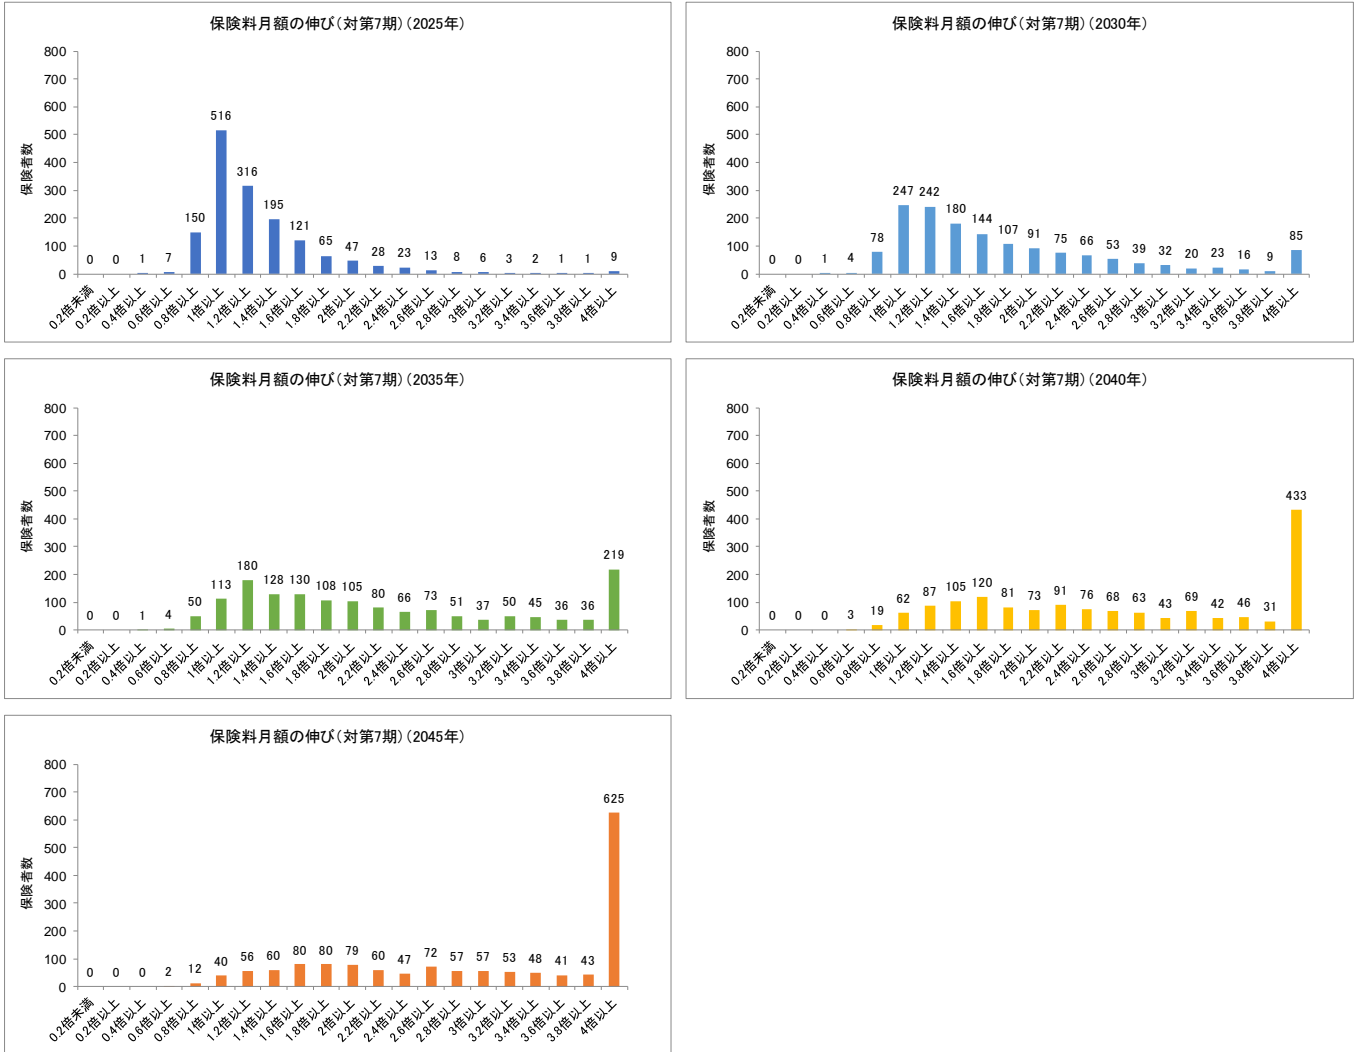 保険料月額の伸び(対第7期)(2025年)
保険者数
800
700
600
500
400
300
200
100
0
0 0 1 7 150 516 316 195 121 65 47 28 23 13 8 6 3 2 1 1 9
0.2倍未満 0.2倍以上 0.4倍以上 0.6倍以上 0.8倍以上 1倍以上 1.2倍以上 1.4倍以上 1.6倍以上 1.8倍以上 2倍以上 2.2倍以上 2.4倍以上 2.6倍以上 2.8倍以上 3倍以上 3.2倍以上 3.4倍以上 3.6倍以上 3.8倍以上 4倍以上
保険料月額の伸び(対第7期)(2030年)
保険者数
800
700
600
500
400
300
200
100
0
0 0 1 4 78 247 242 180 144 107 91 75 66 53 39 32 20 23 16 9 85
0.2倍未満 0.2倍以上 0.4倍以上 0.6倍以上 0.8倍以上 1倍以上 1.2倍以上 1.4倍以上 1.6倍以上 1.8倍以上 2倍以上 2.2倍以上 2.4倍以上 2.6倍以上 2.8倍以上 3倍以上 3.2倍以上 3.4倍以上 3.6倍以上 3.8倍以上 4倍以上
保険料月額の伸び(対第7期)(2035年)
保険者数
800
700
600
500
400
300
200
100
0
0 0 1 4 50 113 180 128 130 108 105 80 66 73 51 37 50 45 36 36 219
0.2倍未満 0.2倍以上 0.4倍以上 0.6倍以上 0.8倍以上 1倍以上 1.2倍以上 1.4倍以上 1.6倍以上 1.8倍以上 2倍以上 2.2倍以上 2.4倍以上 2.6倍以上 2.8倍以上 3倍以上 3.2倍以上 3.4倍以上 3.6倍以上 3.8倍以上 4倍以上
保険料月額の伸び(対第7期)(2040年)
保険者数
800
700
600
500
400
300
200
100
0
0 0 0 3 19 62 87 105 120 81 73 91 76 68 63 43 69 42 46 31 433
0.2倍未満 0.2倍以上 0.4倍以上 0.6倍以上 0.8倍以上 1倍以上 1.2倍以上 1.4倍以上 1.6倍以上 1.8倍以上 2倍以上 2.2倍以上 2.4倍以上 2.6倍以上 2.8倍以上 3倍以上 3.2倍以上 3.4倍以上 3.6倍以上 3.8倍以上 4倍以上
保険料月額の伸び(対第7期)(2045年)
保険者数
800
700
600
500
400
300
200
100
0
0 0 0 2 12 40 56 60 80 80 79 60 47 72 57 57 53 48 41 43 625
0.2倍未満 0.2倍以上 0.4倍以上 0.6倍以上 0.8倍以上 1倍以上 1.2倍以上 1.4倍以上 1.6倍以上 1.8倍以上 2倍以上 2.2倍以上 2.4倍以上 2.6倍以上 2.8倍以上 3倍以上 3.2倍以上 3.4倍以上 3.6倍以上 3.8倍以上 4倍以上